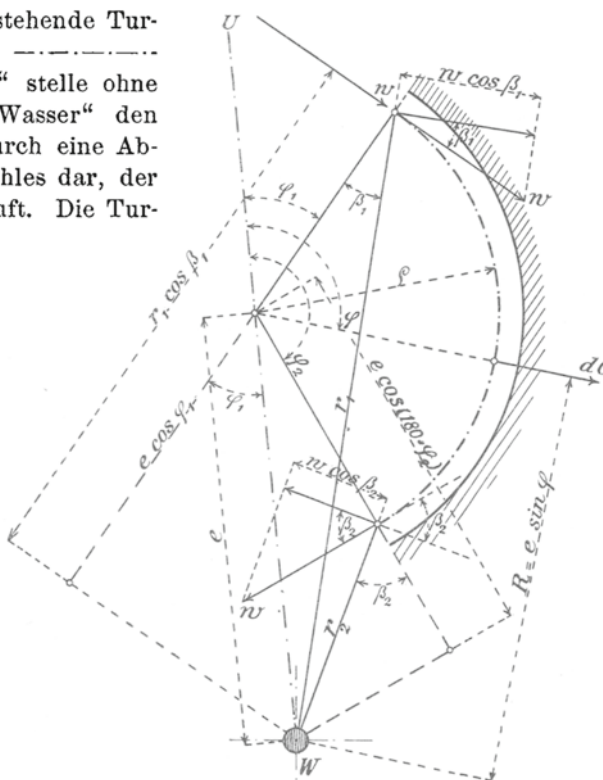 stehende Tur-
“ stelle ohne
Wasser“ den
urch eine Ab-
hles dar, der
uft. Die Tur-
U
w
w cos β₁
β₁
w
φ₁
β₁
r₁ cos β₁
ρ
φ
φ₂
e cos(180-φ₂)
r₁
φ₁
e cos φ₁
w cos β₂
β₂
β₂
R = e sin φ
e
w
β₂
r₂
W